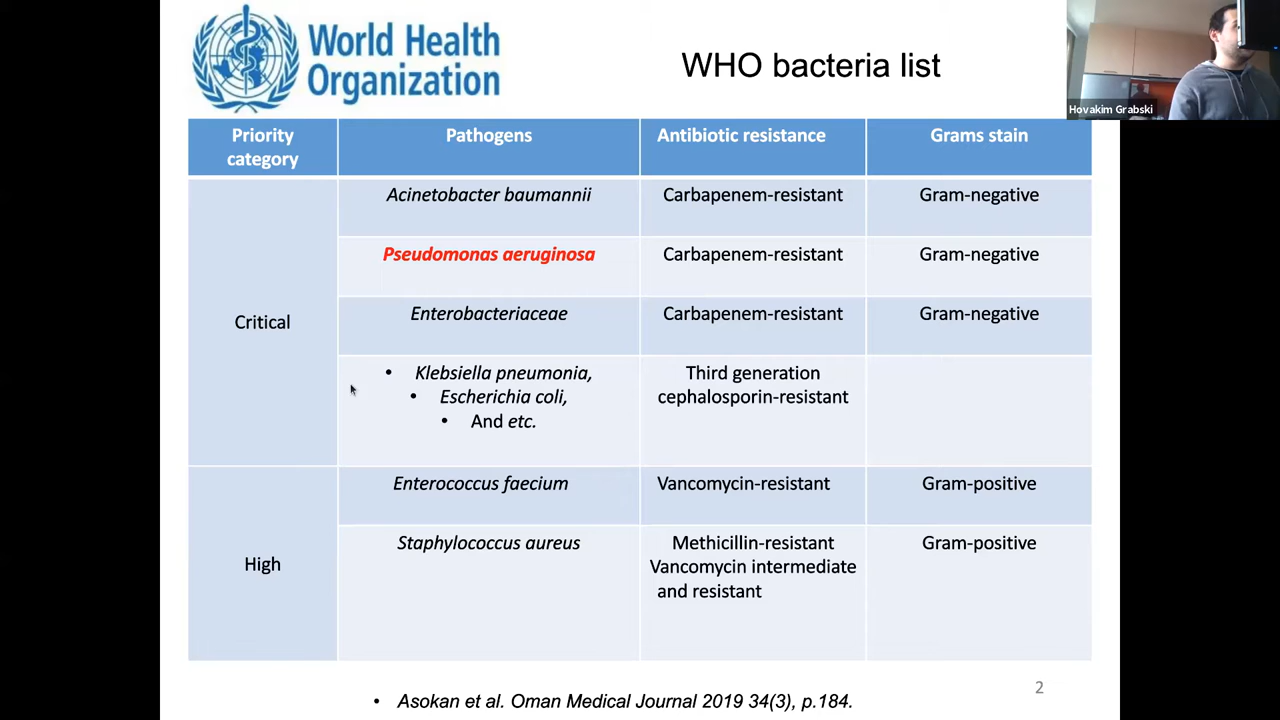 World Health
Organization
WHO bacteria list
Hovakim Grabski
Priority
category
Pathogens
Antibiotic resistance
Grams stain
Critical
Acinetobacter baumannii
Carbapenem-resistant
Gram-negative
Pseudomonas aeruginosa
Carbapenem-resistant
Gram-negative
Enterobacteriaceae
Carbapenem-resistant
Gram-negative
• Klebsiella pneumonia,
• Escherichia coli,
• And etc.
Third generation
cephalosporin-resistant
High
Enterococcus faecium
Vancomycin-resistant
Gram-positive
Staphylococcus aureus
Methicillin-resistant
Vancomycin intermediate
and resistant
Gram-positive
• Asokan et al. Oman Medical Journal 2019 34(3), p.184.
2